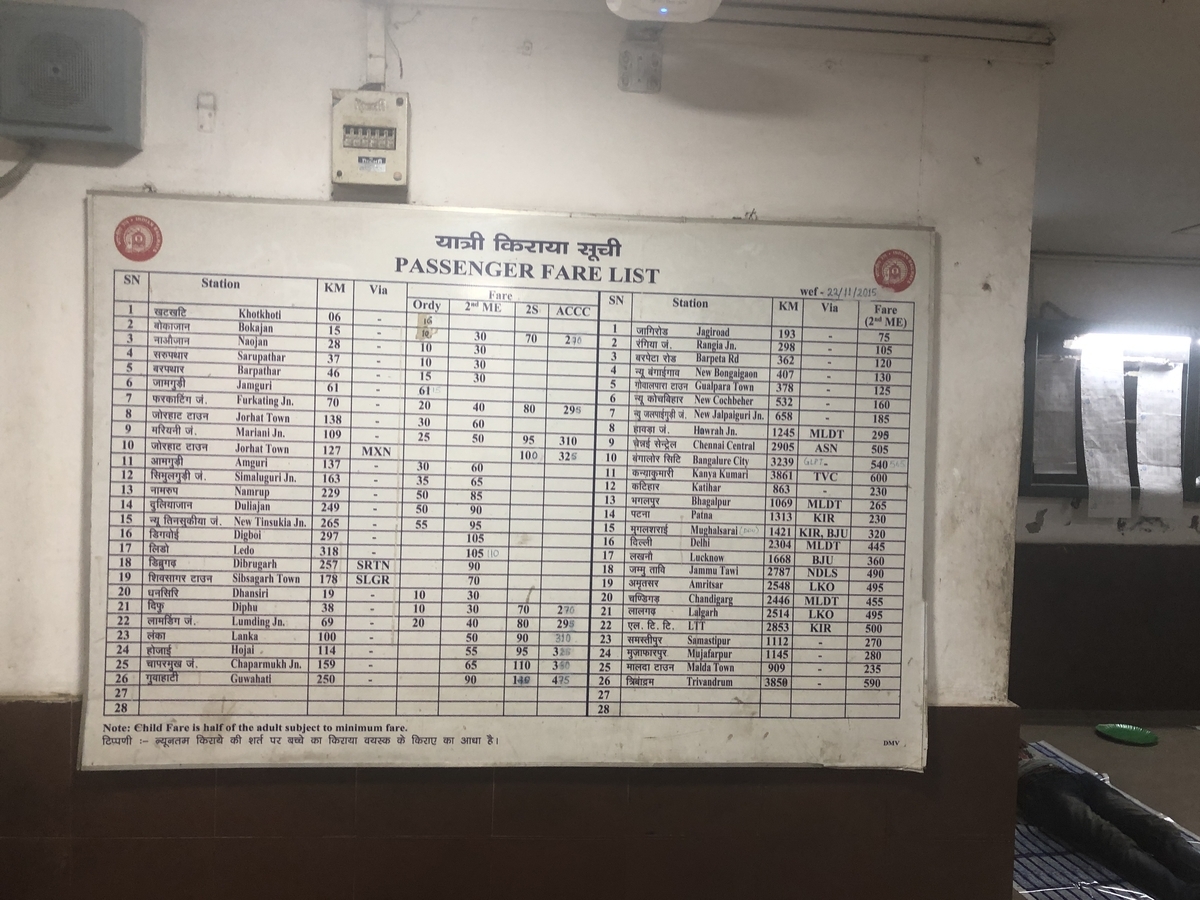 यात्री किराया सूची
PASSENGER FARE LIST
wef - 22/11/2015
SN Station KM Via Fare
Ordy 2nd ME 2S ACCC
1 खटखटि Khotkhoti 06 - 16
2 बोकाजान Bokajan 15 - 10 30 70 270
3 नाऔजान Naojan 28 - 10 30
4 सरुपथार Sarupathar 37 - 10 30
5 बरपथार Barpathar 46 - 15 30
6 जामगुड़ी Jamguri 61 - 61
7 फरकाटिंग जं. Furkating Jn. 70 - 20 40 80 295
8 जोरहाट टाउन Jorhat Town 138 - 30 60
9 मरियनी जं. Mariani Jn. 109 - 25 50 95 310
10 जोरहाट टाउन Jorhat Town 127 MXN 100 325
11 आमगुड़ी Amguri 137 - 30 60
12 सिमुलगुड़ी जं. Simaluguri Jn. 163 - 35 65
13 नामरुप Namrup 229 - 50 85
14 दुलियाजान Duliajan 249 - 50 90
15 न्यू तिनसुकीया जं. New Tinsukia Jn. 265 - 55 95
16 डिगबोई Digboi 297 - 105
17 लिडो Ledo 318 - 105 110
18 डिब्रुगढ़ Dibrugarh 257 SRTN 90
19 शिवसागर टाउन Sibsagarh Town 178 SLGR 70
20 धनसिरि Dhansiri 19 - 10 30
21 दिफु Diphu 38 - 10 30 70 270
22 लामडिंग जं. Lumding Jn. 69 - 20 40 80 295
23 लंका Lanka 100 - 50 90 310
24 होजाई Hojai 114 - 55 95 325
25 चापरमुख जं. Chaparmukh Jn. 159 - 65 110 350
26 गुवाहाटी Guwahati 250 - 90 140 475
27
28
SN Station KM Via Fare (2nd ME)
1 जागिरोड Jagiroad 193 - 75
2 रंगिया जं. Rangia Jn. 298 - 105
3 बरपेटा रोड Barpeta Rd 362 - 120
4 न्यू बंगाईगाव New Bongaigaon 407 - 130
5 गोवालपारा टाउन Gualpara Town 378 - 125
6 न्यू कोचबिहार New Cochbeher 532 - 160
7 न्यू जलपाईगुड़ी जं. New Jalpaiguri Jn. 658 - 185
8 हावड़ा जं. Howrah Jn. 1245 MLDT 295
9 चेन्नई सेन्ट्रेल Chennai Central 2905 ASN 505
10 बंगालोर सिटि Bangalure City 3239 - 540
11 कन्याकुमारी Kanya Kumari 3861 TVC 600
12 कटिहार Katihar 863 - 230
13 भगलपुर Bhagalpur 1069 MLDT 265
14 पटना Patna 1313 KIR 230
15 मुगलशराई Mughalsarai 1421 KIR, BJU 320
16 दिल्ली Delhi 2304 MLDT 445
17 लखनौ Lucknow 1668 BJU 360
18 जम्मु तावि Jammu Tawi 2787 NDLS 490
19 अमृतसर Amritsar 2548 LKO 495
20 चण्डिगड़ Chandigarg 2446 MLDT 455
21 लालगढ़ Lalgarh 2514 LKO 495
22 एल. टि. टि. LTT 2853 KIR 500
23 समस्तीपुर Samastipur 1112 - 270
24 मुजाफारपुर Mujafarpur 1145 - 280
25 मालदा टाउन Malda Town 909 - 235
26 त्रिबांद्रम Trivandrum 3850 - 590
27
28
Note: Child Fare is half of the adult subject to minimum fare.
टिप्पणी :– न्यूनतम किराये की शर्त पर बच्चे का किराया वयस्क के किराए का आधा है।
DMV